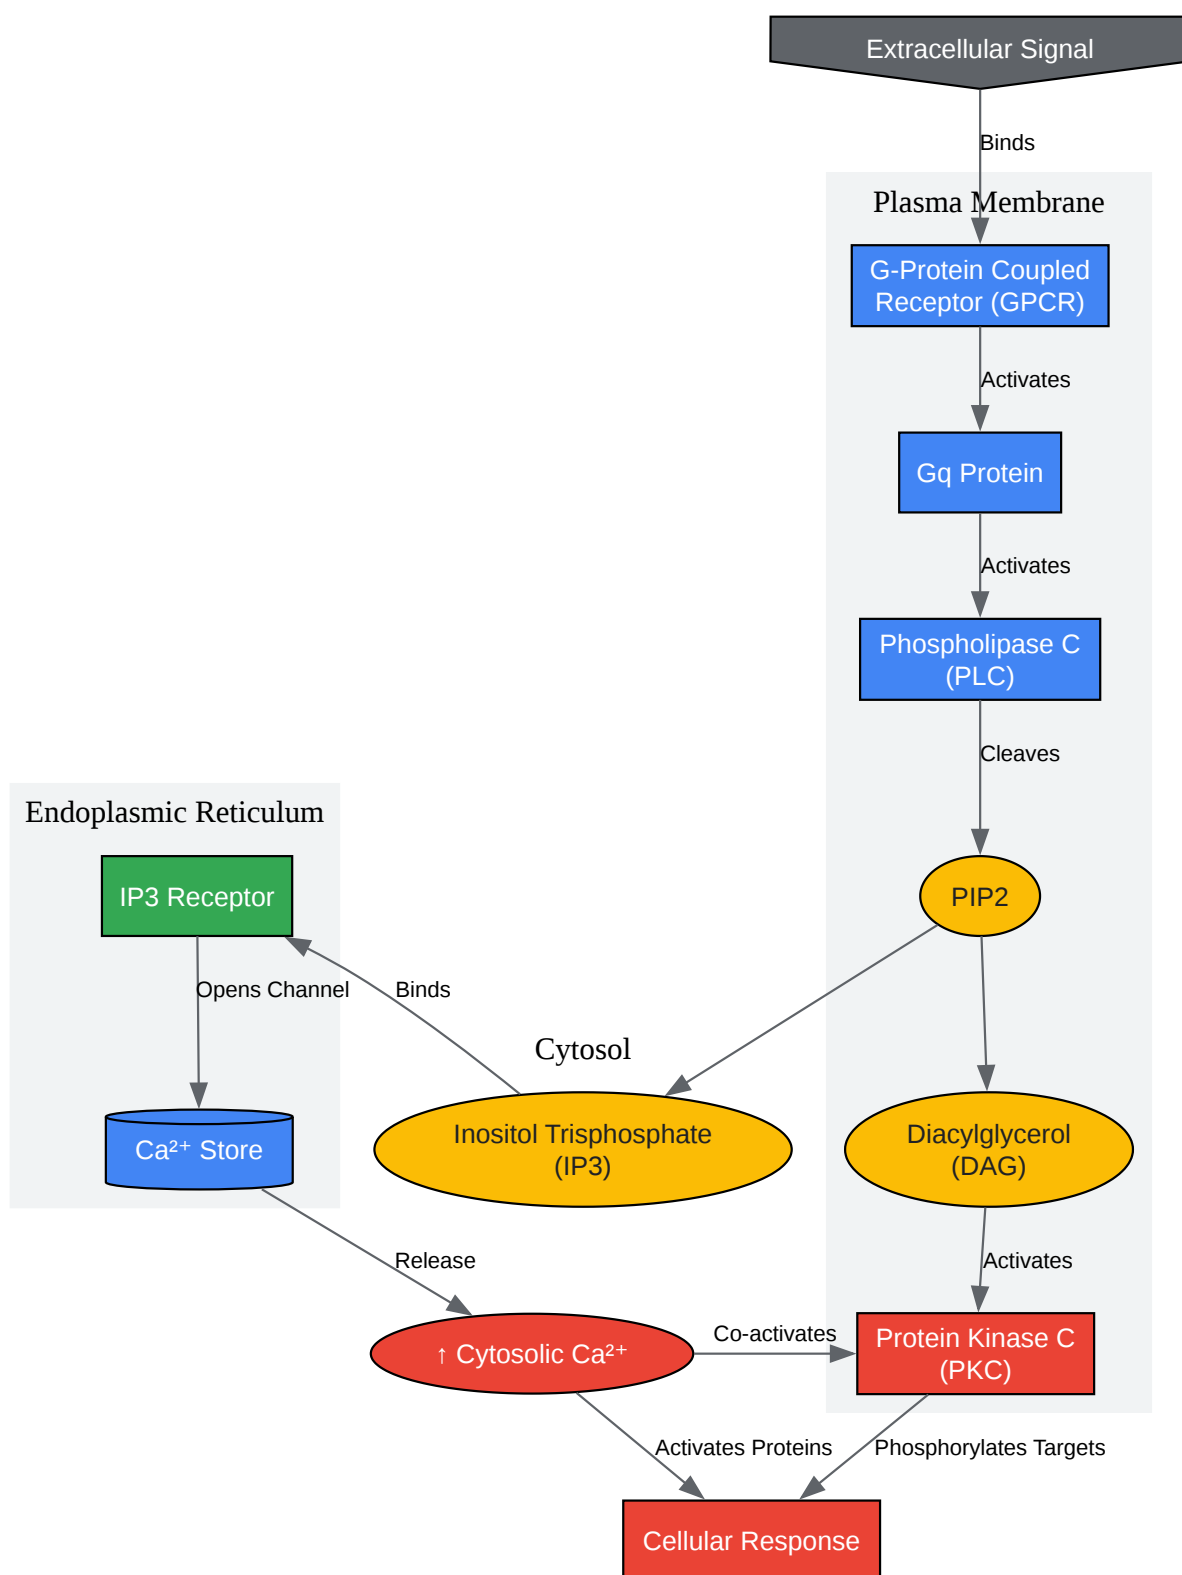 Extracellular Signal
Binds
Plasma Membrane
G-Protein Coupled
Receptor (GPCR)
Activates
Gq Protein
Activates
Phospholipase C
(PLC)
Cleaves
Endoplasmic Reticulum
IP3 Receptor
PIP2
Opens Channel
Binds
Cytosol
Ca²⁺ Store
Inositol Trisphosphate
(IP3)
Diacylglycerol
(DAG)
Release
Activates
↑ Cytosolic Ca²⁺
Co-activates
Protein Kinase C
(PKC)
Activates Proteins
Phosphorylates Targets
Cellular Response